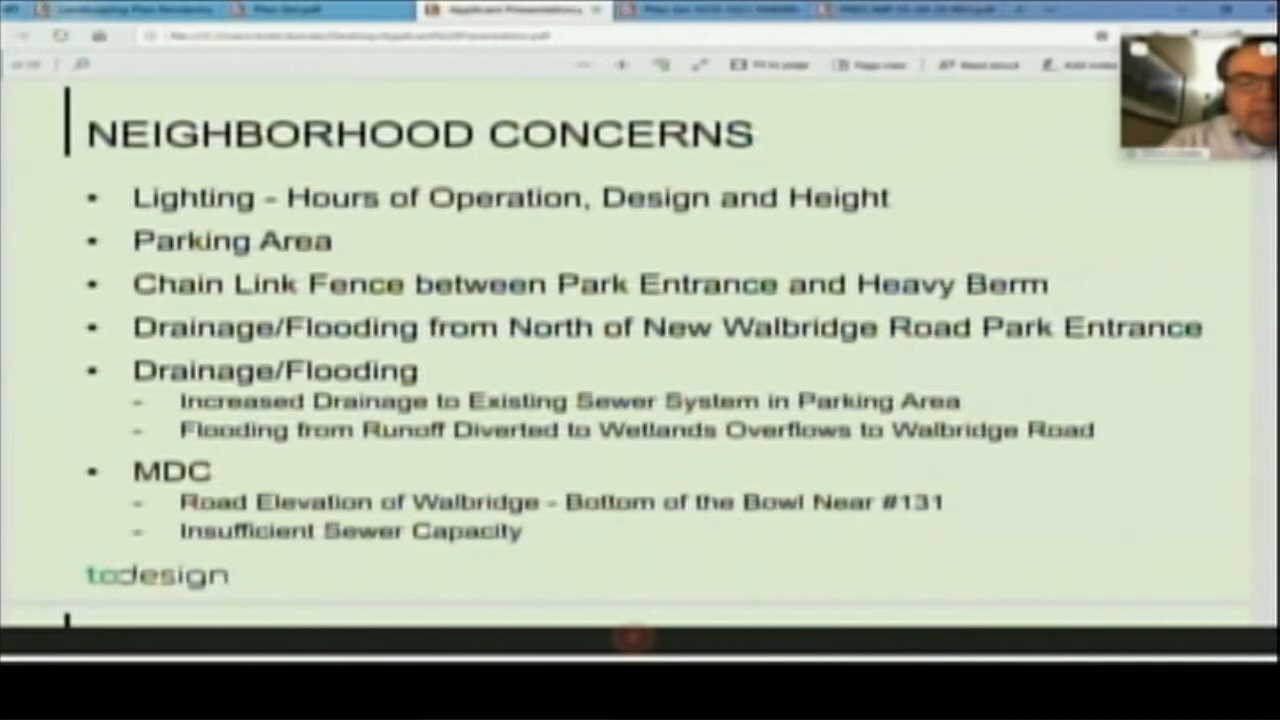 NEIGHBORHOOD CONCERNS
• Lighting - Hours of Operation, Design and Height
• Parking Area
• Chain Link Fence between Park Entrance and Heavy Berm
• Drainage/Flooding from North of New Walbridge Road Park Entrance
• Drainage/Flooding
- Increased Drainage to Existing Sewer System in Parking Area
- Flooding from Runoff Diverted to Wetlands Overflows to Walbridge Road
• MDC
- Road Elevation of Walbridge - Bottom of the Bowl Near #131
- Insufficient Sewer Capacity
todesign